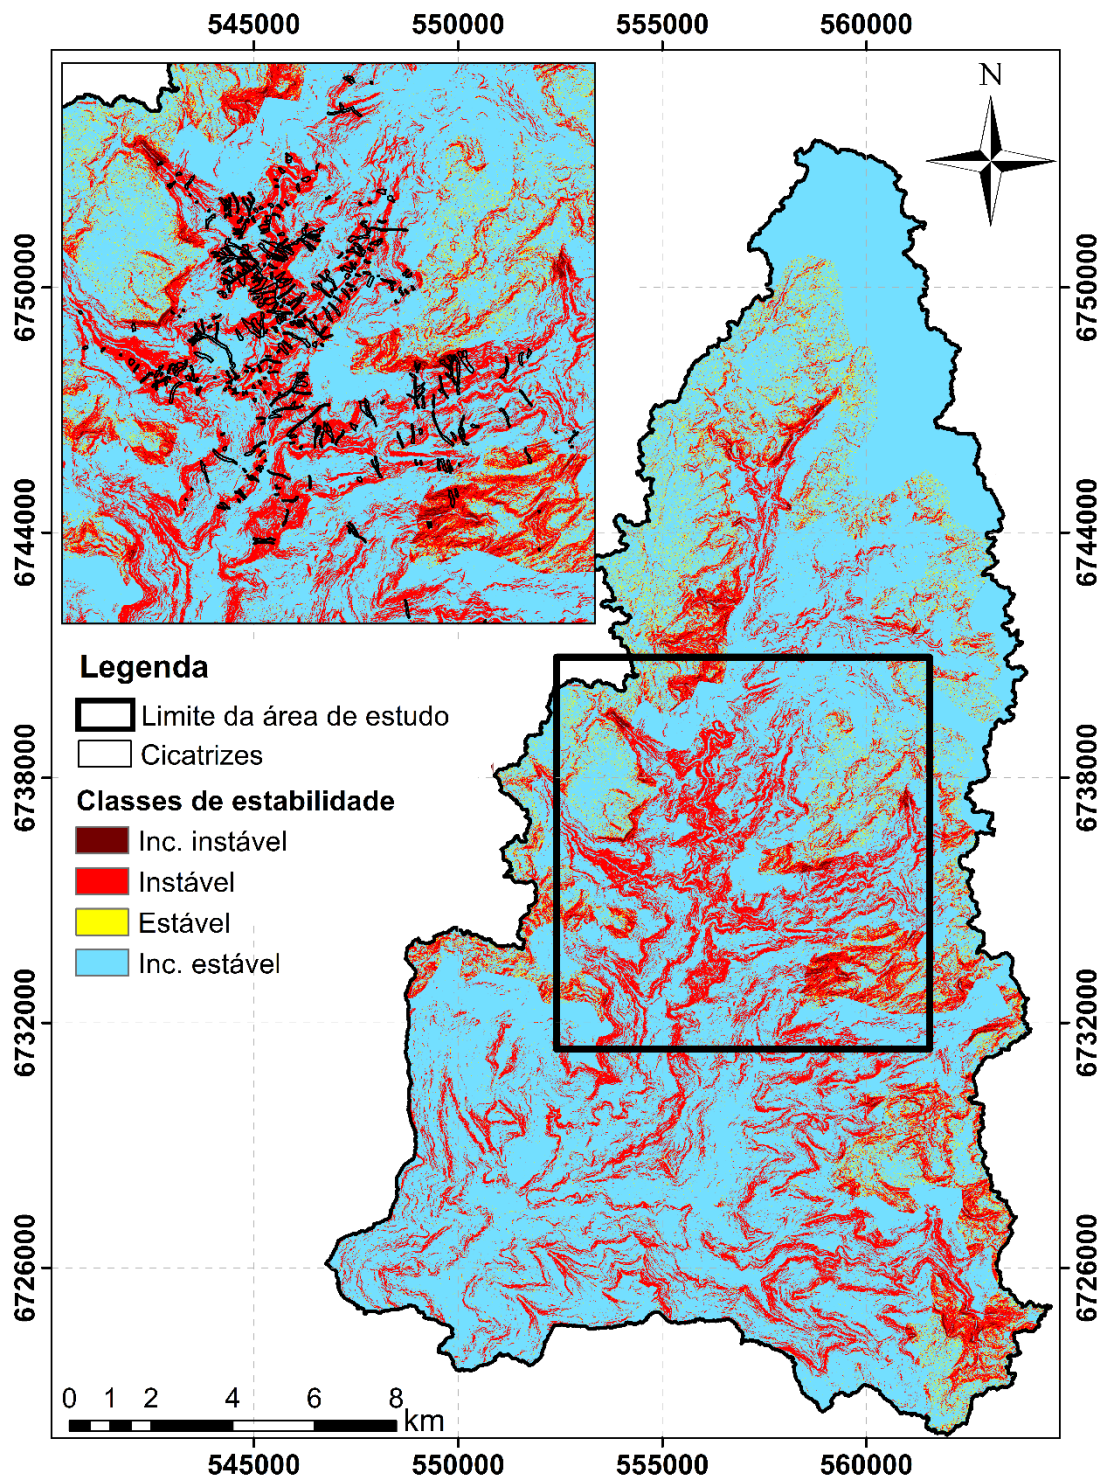 545000 550000 555000 560000
N
6750000 6750000
6744000 6744000
Legenda
Limite da área de estudo
Cicatrizes
6738000 6738000
Classes de estabilidade
Inc. instável
Instável
Estável
Inc. estável
6732000 6732000
6726000 6726000
0 1 2 4 6 8
km
545000 550000 555000 560000